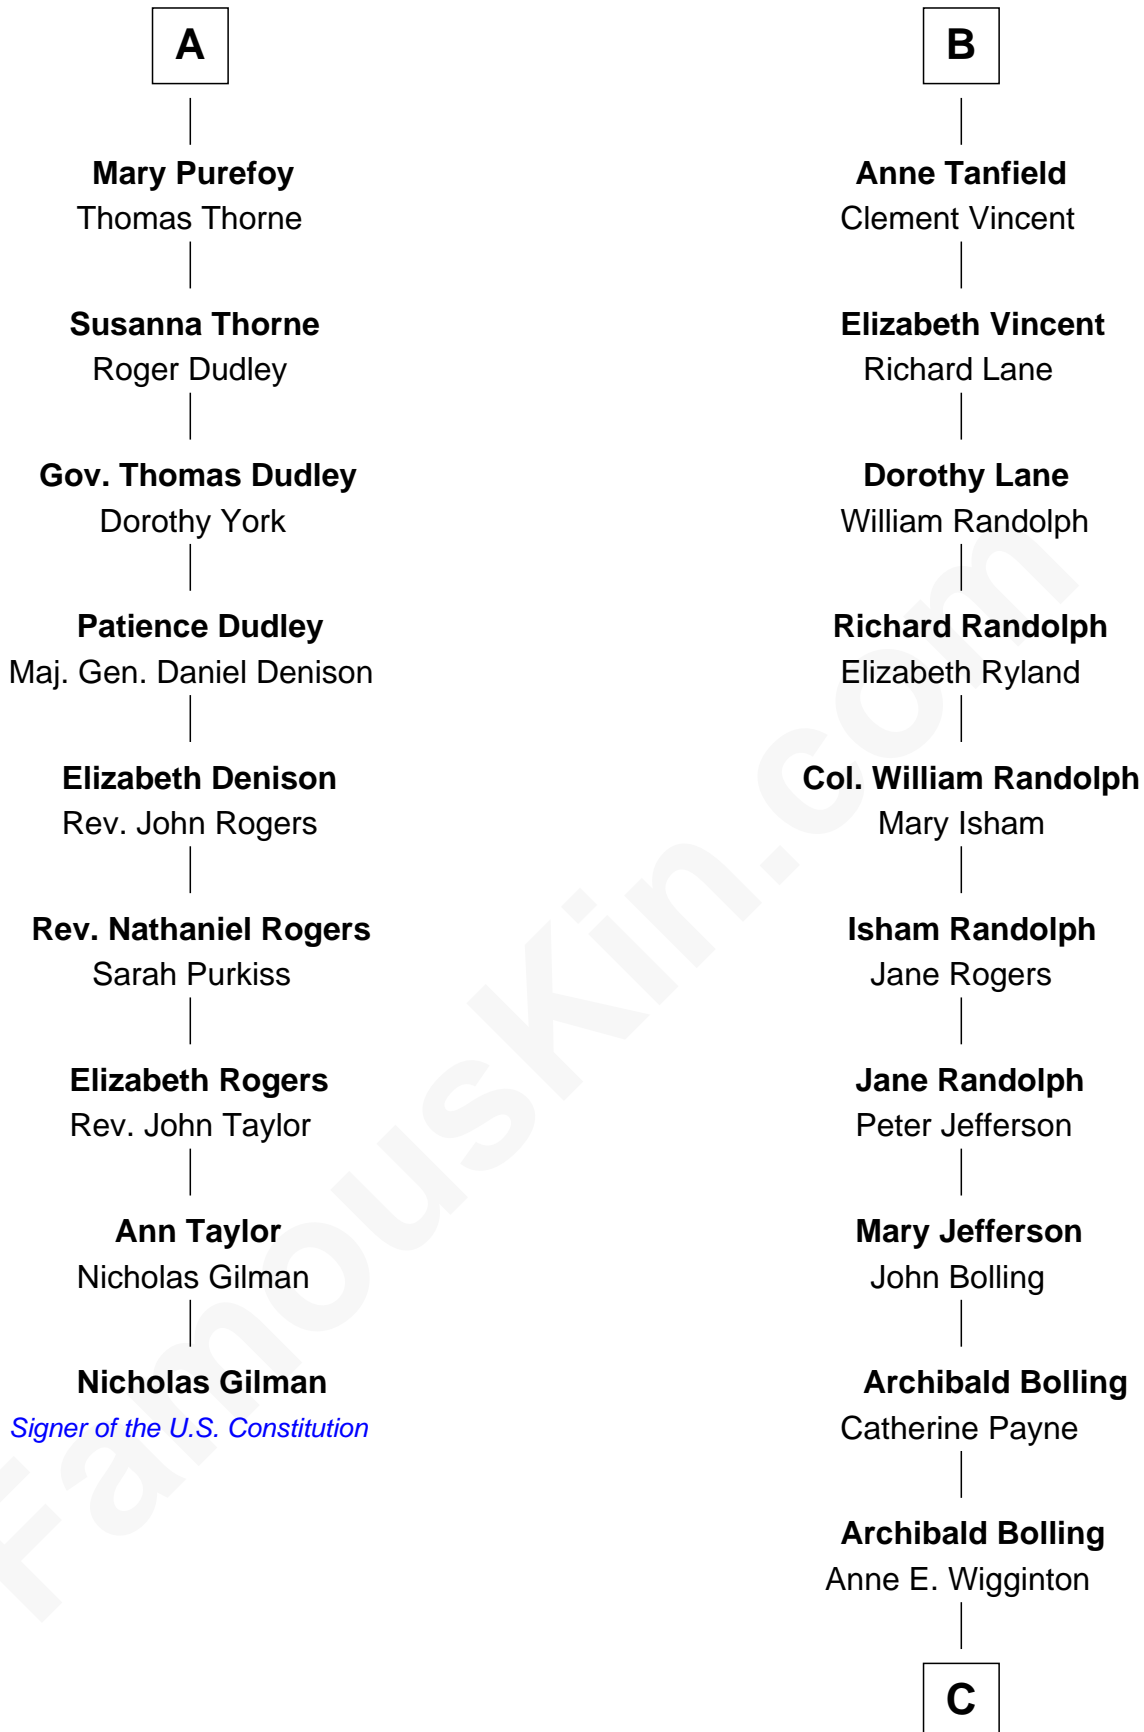 A
Mary Purefoy
Thomas Thorne
Susanna Thorne
Roger Dudley
Gov. Thomas Dudley
Dorothy York
Patience Dudley
Maj. Gen. Daniel Denison
Elizabeth Denison
Rev. John Rogers
Rev. Nathaniel Rogers
Sarah Purkiss
Elizabeth Rogers
Rev. John Taylor
Ann Taylor
Nicholas Gilman
Nicholas Gilman
Signer of the U.S. Constitution
B
Anne Tanfield
Clement Vincent
Elizabeth Vincent
Richard Lane
Dorothy Lane
William Randolph
Richard Randolph
Elizabeth Ryland
Col. William Randolph
Mary Isham
Isham Randolph
Jane Rogers
Jane Randolph
Peter Jefferson
Mary Jefferson
John Bolling
Archibald Bolling
Catherine Payne
Archibald Bolling
Anne E. Wigginton
C
FamousKin.com